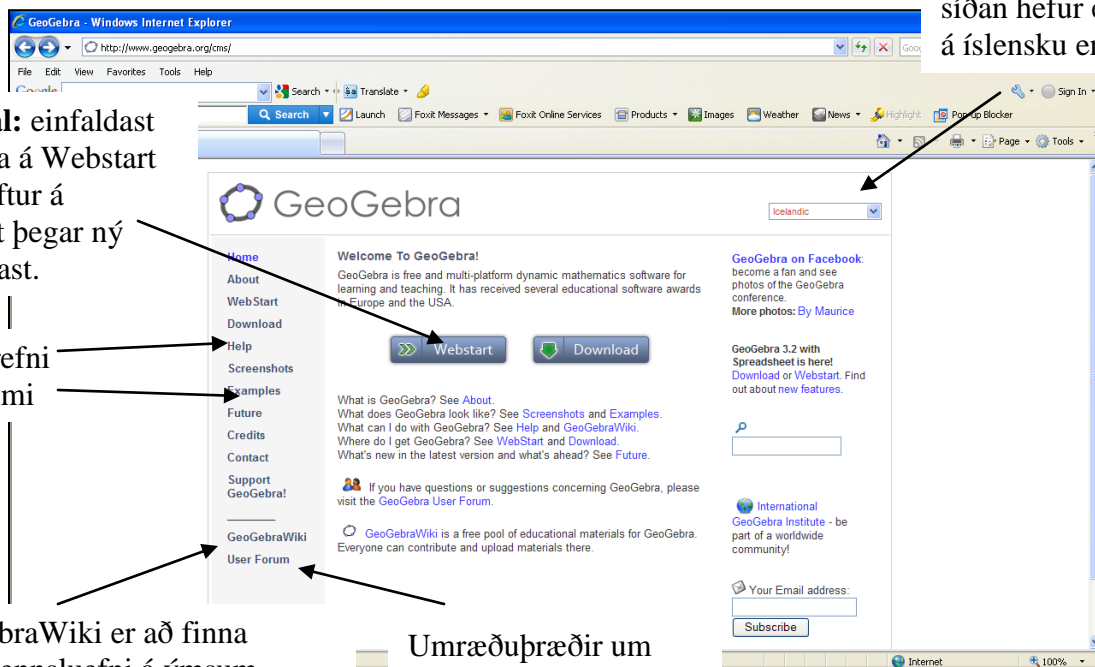 síðan hefur
á íslensku
GeoGebra - Windows Internet Explorer
http://www.geogebra.org/cms/
File Edit View Favorites Tools Help
Google
Search
Translate
Sign In
Search
Launch
Foxit Messages
Foxit Online Services
Products
Images
Weather
News
Highlight
Pop-up Blocker
Page
Tools
einfaldast
á Webstart
á
þegar ný
GeoGebra
Icelandic
Home
About
WebStart
Download
Help
Screenshots
Examples
Future
Credits
Contact
Support
GeoGebra!
GeoGebraWiki
User Forum
Welcome To GeoGebra!
GeoGebra is free and multi-platform dynamic mathematics software for
learning and teaching. It has received several educational software awards
in Europe and the USA.
Webstart
Download
What is GeoGebra? See About.
What does GeoGebra look like? See Screenshots and Examples.
What can I do with GeoGebra? See Help and GeoGebraWiki.
Where do I get GeoGebra? See WebStart and Download.
What's new in the latest version and what's ahead? See Future.
If you have questions or suggestions concerning GeoGebra, please
visit the GeoGebra User Forum.
GeoGebraWiki is a free pool of educational materials for GeoGebra.
Everyone can contribute and upload materials there.
GeoGebra on Facebook:
become a fan and see
photos of the GeoGebra
conference.
More photos: By Maurice
GeoGebra 3.2 with
Spreadsheet is here!
Download or Webstart. Find
out about new features.
International
GeoGebra Institute - be
part of a worldwide
community!
Your Email address:
Subscribe
braWiki er að finna
á ýmsum
Umræðuþræðir um
Internet
100%